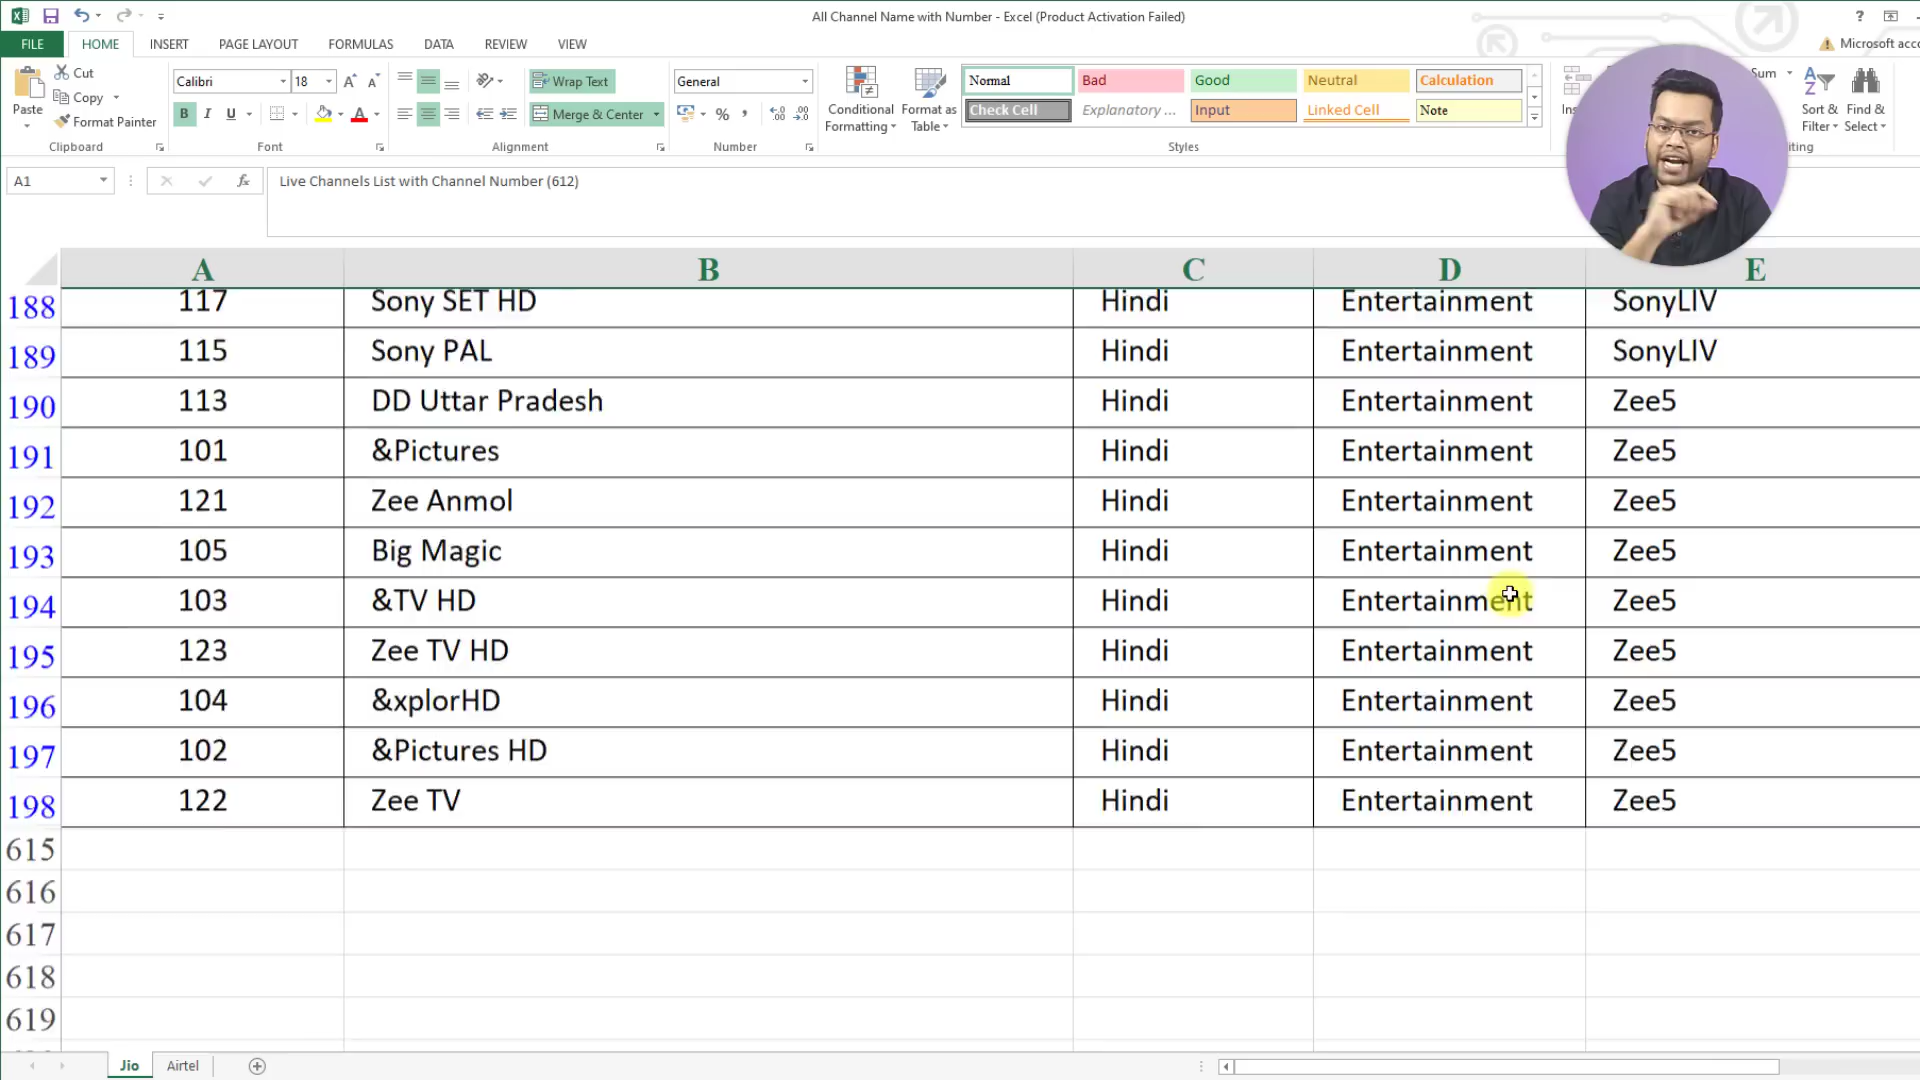 All Channel Name with Number - Excel (Product Activation Failed)
?
FILE HOME INSERT PAGE LAYOUT FORMULAS DATA REVIEW VIEW
Microsoft acco
Cut
Copy
Format Painter
Paste
Calibri 18
B I U
Wrap Text
Merge & Center
General
%
Conditional Formatting
Format as Table
Normal Bad Good Neutral Calculation
Check Cell Explanatory ... Input Linked Cell Note
Sum
Sort & Filter
Find & Select
Clipboard Font Alignment Number Styles
A1 fx Live Channels List with Channel Number (612)
A B C D E
188 117 Sony SET HD Hindi Entertainment SonyLIV
189 115 Sony PAL Hindi Entertainment SonyLIV
190 113 DD Uttar Pradesh Hindi Entertainment Zee5
191 101 &Pictures Hindi Entertainment Zee5
192 121 Zee Anmol Hindi Entertainment Zee5
193 105 Big Magic Hindi Entertainment Zee5
194 103 &TV HD Hindi Entertainment Zee5
195 123 Zee TV HD Hindi Entertainment Zee5
196 104 &xplorHD Hindi Entertainment Zee5
197 102 &Pictures HD Hindi Entertainment Zee5
198 122 Zee TV Hindi Entertainment Zee5
615
616
617
618
619
Jio Airtel